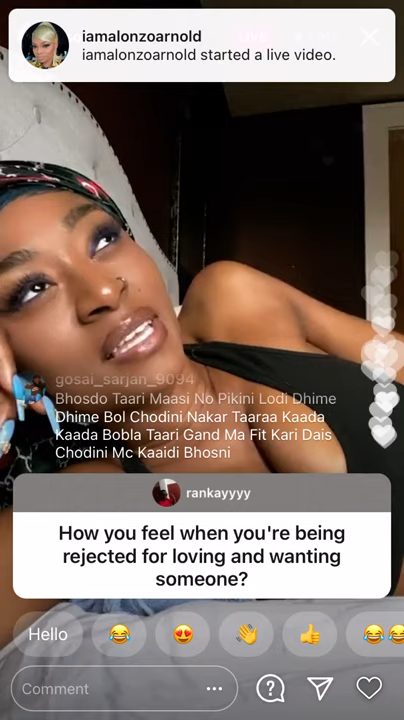 iamalonzoarnold
iamalonzoarnold started a live video.
gosai_sarjan_9094
Bhosdo Taari Maasi No Pikini Lodi Dhime
Dhime Bol Chodini Nakar Taaraa Kaada
Kaada Bobla Taari Gand Ma Fit Kari Dais
Chodini Mc Kaaidi Bhosni
rankayyyy
How you feel when you're being
rejected for loving and wanting
someone?
Hello
Comment